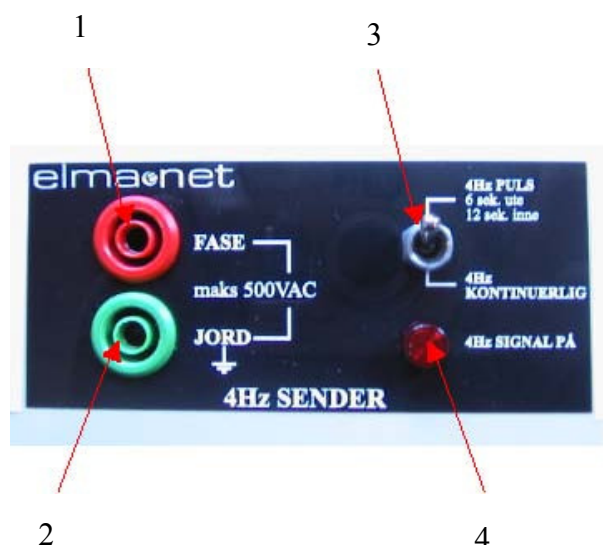 1
3
elma•net
4Hz PULS
6 sek. ute
12 sek. inne
FASE
maks 500VAC
4Hz
KONTINUERLIG
JORD
4Hz SIGNAL PÅ
4Hz SENDER
2
4